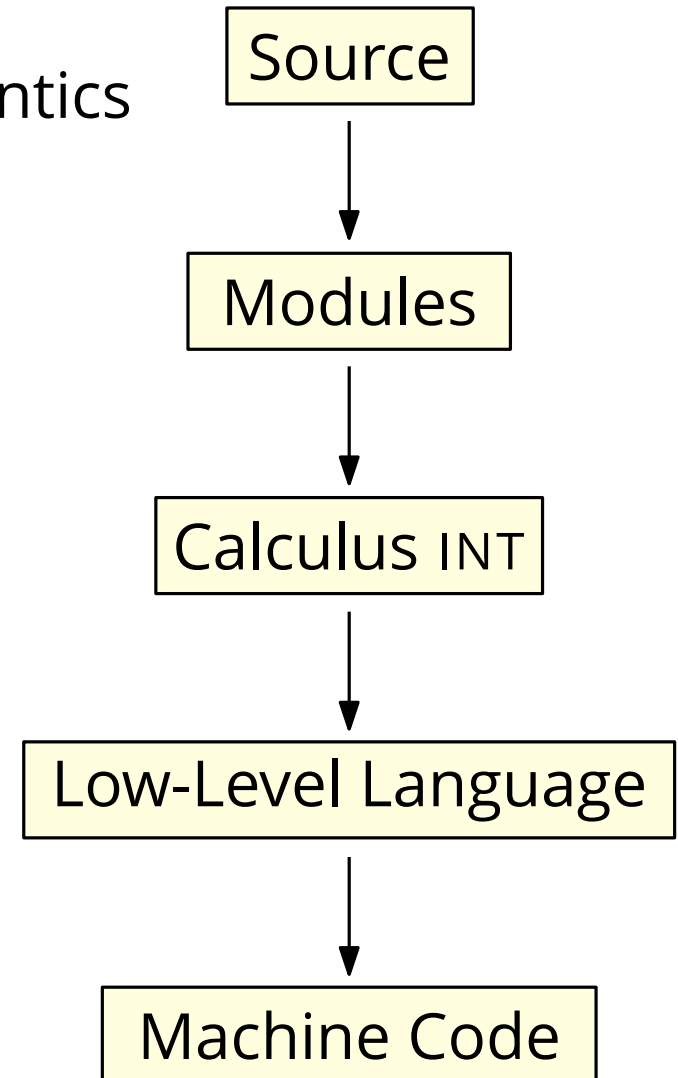 Source
ntics
Modules
Calculus INT
Low-Level Language
Machine Code